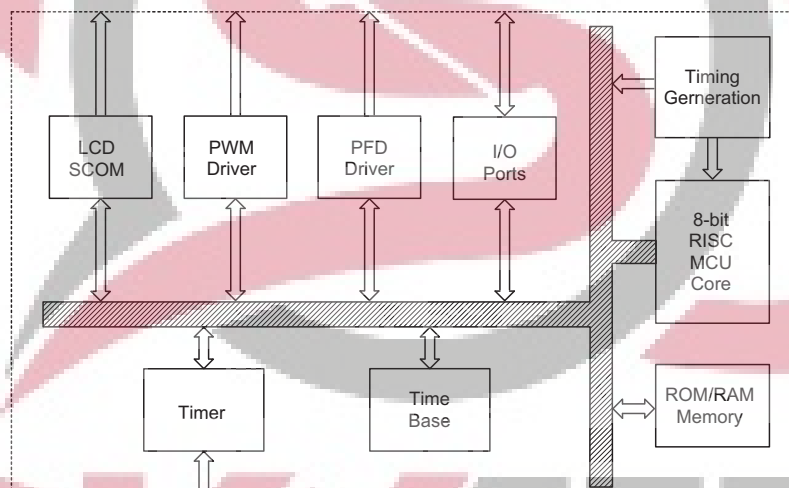 LCD
SCOM
PWM
Driver
PFD
Driver
I/O
Ports
Timing
Gerneration
8-bit
RISC
MCU
Core
Timer
Time
Base
ROM/RAM
Memory